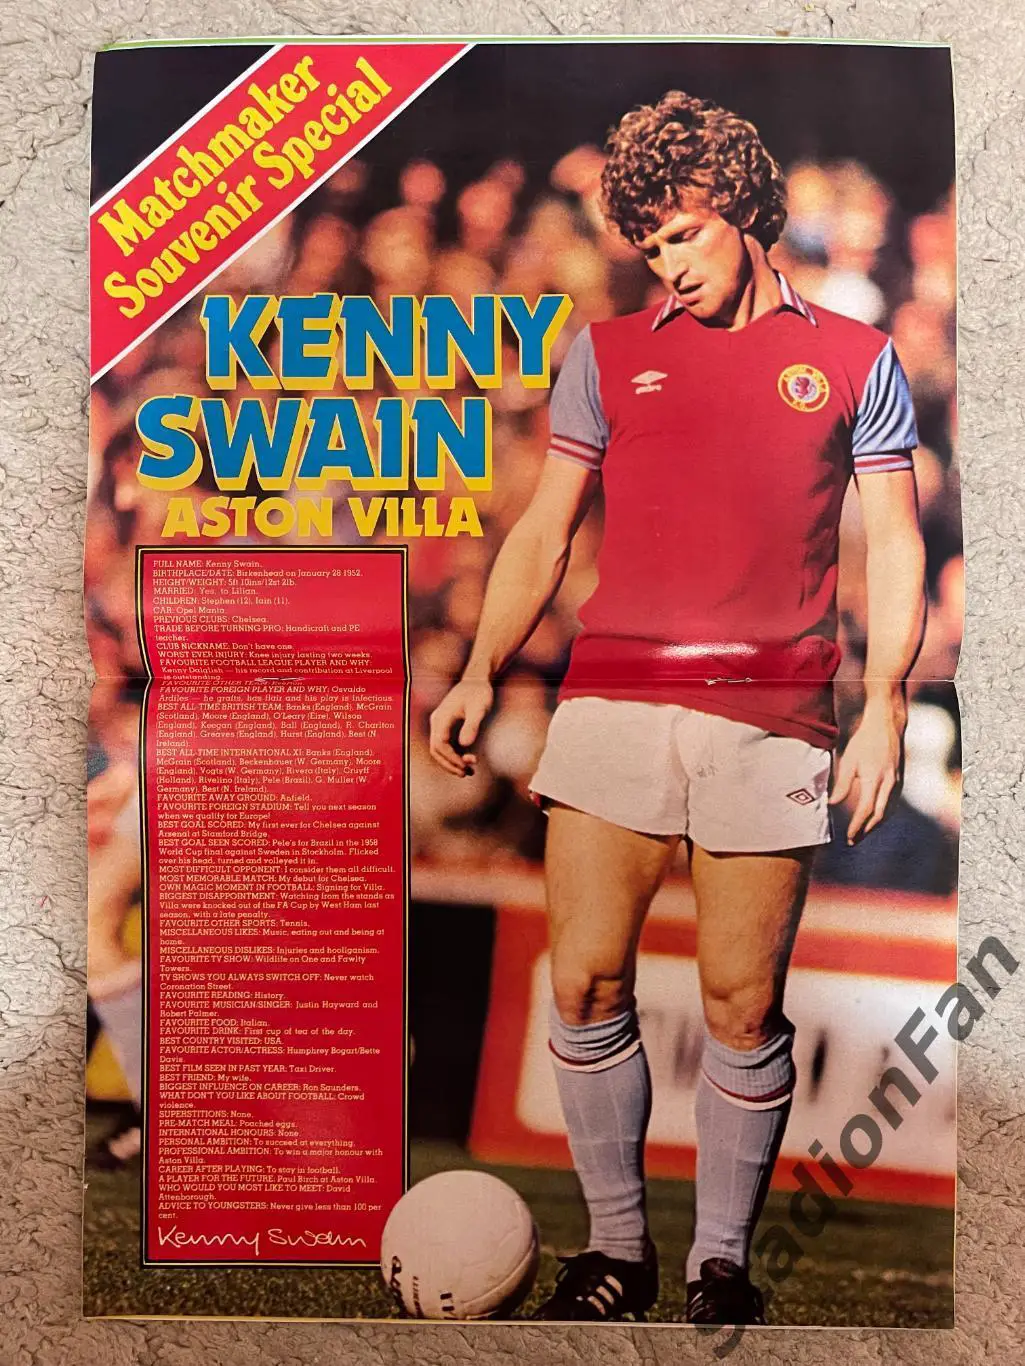 Matchmaker
Souvenir Special
KENNY
SWAIN
ASTON VILLA
umbro
FULL NAME: Kenny Swain.
BIRTHPLACE/DATE: Birkenhead on January 28 1952.
HEIGHT/WEIGHT: 5ft 10ins/12st 2lb.
MARRIED: Yes, to Lilian.
CHILDREN: Stephen (12), Iain (11).
CAR: Opel Manta.
PREVIOUS CLUBS: Chelsea.
TRADE BEFORE TURNING PRO: Handicraft and PE
teacher.
CLUB NICKNAME: Don't have one.
WORST EVER INJURY: Knee injury lasting two weeks.
FAVOURITE FOOTBALL LEAGUE PLAYER AND WHY:
Kenny Dalglish — his record and contribution at Liverpool
is outstanding.
FAVOURITE OTHER TEAM: Everton.
FAVOURITE FOREIGN PLAYER AND WHY: Osvaldo
Ardiles — he grafts, has flair and his play is infectious.
BEST ALL-TIME BRITISH TEAM: Banks (England), McGrain
(Scotland), Moore (England), O'Leary (Eire), Wilson
(England), Keegan (England), Ball (England), R. Charlton
(England), Greaves (England), Hurst (England), Best (N.
Ireland).
BEST ALL-TIME INTERNATIONAL XI: Banks (England),
McGrain (Scotland), Beckenhauer (W. Germany), Moore
(England), Vogts (W. Germany), Rivera (Italy), Cruyff
(Holland), Rivelino (Italy), Pele (Brazil), G. Muller (W.
Germany), Best (N. Ireland).
FAVOURITE AWAY GROUND: Anfield.
FAVOURITE FOREIGN STADIUM: Tell you next season
when we qualify for Europe!
BEST GOAL SCORED: My first ever for Chelsea against
Arsenal at Stamford Bridge.
BEST GOAL SEEN SCORED: Pele's for Brazil in the 1958
World Cup final against Sweden in Stockholm. Flicked
over his head, turned and volleyed it in.
MOST DIFFICULT OPPONENT: I consider them all difficult.
MOST MEMORABLE MATCH: My debut for Chelsea.
OWN MAGIC MOMENT IN FOOTBALL: Signing for Villa.
BIGGEST DISAPPOINTMENT: Watching from the stands as
Villa were knocked out of the FA Cup by West Ham last
season, with a late penalty.
FAVOURITE OTHER SPORTS: Tennis.
MISCELLANEOUS LIKES: Music, eating out and being at
home.
MISCELLANEOUS DISLIKES: Injuries and hooliganism.
FAVOURITE TV SHOW: Wildlife on One and Fawlty
Towers.
TV SHOWS YOU ALWAYS SWITCH OFF: Never watch
Coronation Street.
FAVOURITE READING: History.
FAVOURITE MUSICIAN/SINGER: Justin Hayward and
Robert Palmer.
FAVOURITE FOOD: Italian.
FAVOURITE DRINK: First cup of tea of the day.
BEST COUNTRY VISITED: USA.
FAVOURITE ACTOR/ACTRESS: Humphrey Bogart/Bette
Davis.
BEST FILM SEEN IN PAST YEAR: Taxi Driver.
BEST FRIEND: My wife.
BIGGEST INFLUENCE ON CAREER: Ron Saunders.
WHAT DON'T YOU LIKE ABOUT FOOTBALL: Crowd
violence.
SUPERSTITIONS: None.
PRE-MATCH MEAL: Poached eggs.
INTERNATIONAL HONOURS: None.
PERSONAL AMBITION: To succeed at everything.
PROFESSIONAL AMBITION: To win a major honour with
Aston Villa.
CAREER AFTER PLAYING: To stay in football.
A PLAYER FOR THE FUTURE: Paul Birch at Aston Villa.
WHO WOULD YOU MOST LIKE TO MEET: David
Attenborough.
ADVICE TO YOUNGSTERS: Never give less than 100 per
cent.
Kenny Swain
StadionFan